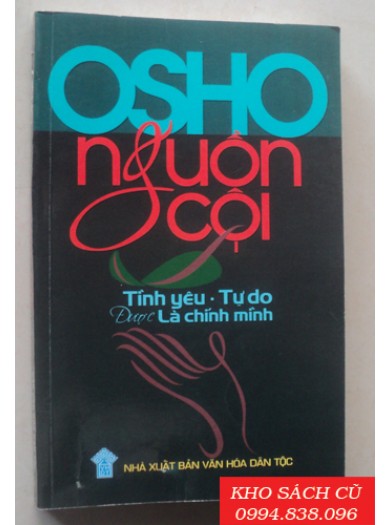 OSHO
nguồn
cội
Tình yêu · Tự do
Được Là chính mình
NHÀ XUẤT BẢN VĂN HÓA DÂN TỘC
KHO SÁCH CŨ
0994.838.096